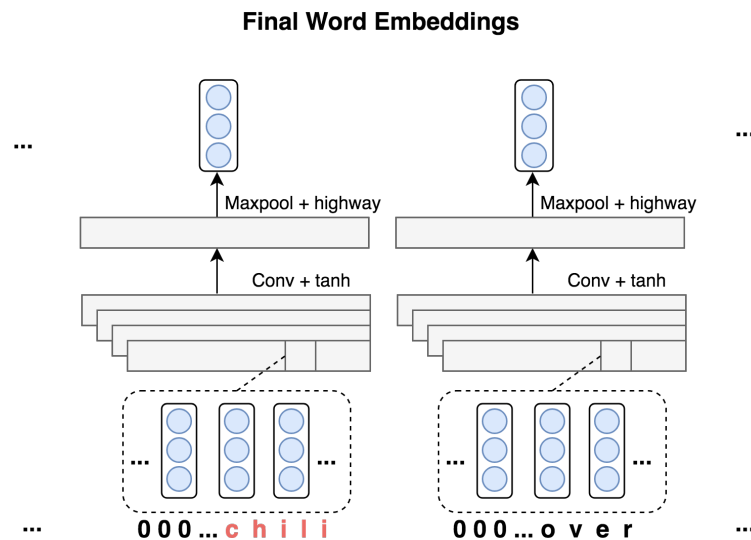 Final Word Embeddings
... ...
Maxpool + highway Maxpool + highway
Conv + tanh Conv + tanh
... ... ... ...
... 0 0 0 ... c h i l i 0 0 0 ... o v e r ...